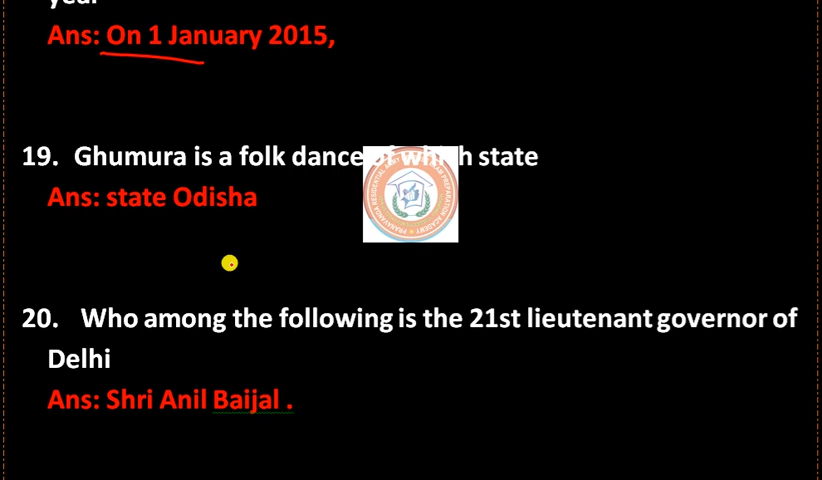 year
Ans: On 1 January 2015,
19. Ghumura is a folk dance of which state
Ans: state Odisha
20. Who among the following is the 21st lieutenant governor of
Delhi
Ans: Shri Anil Baijal .